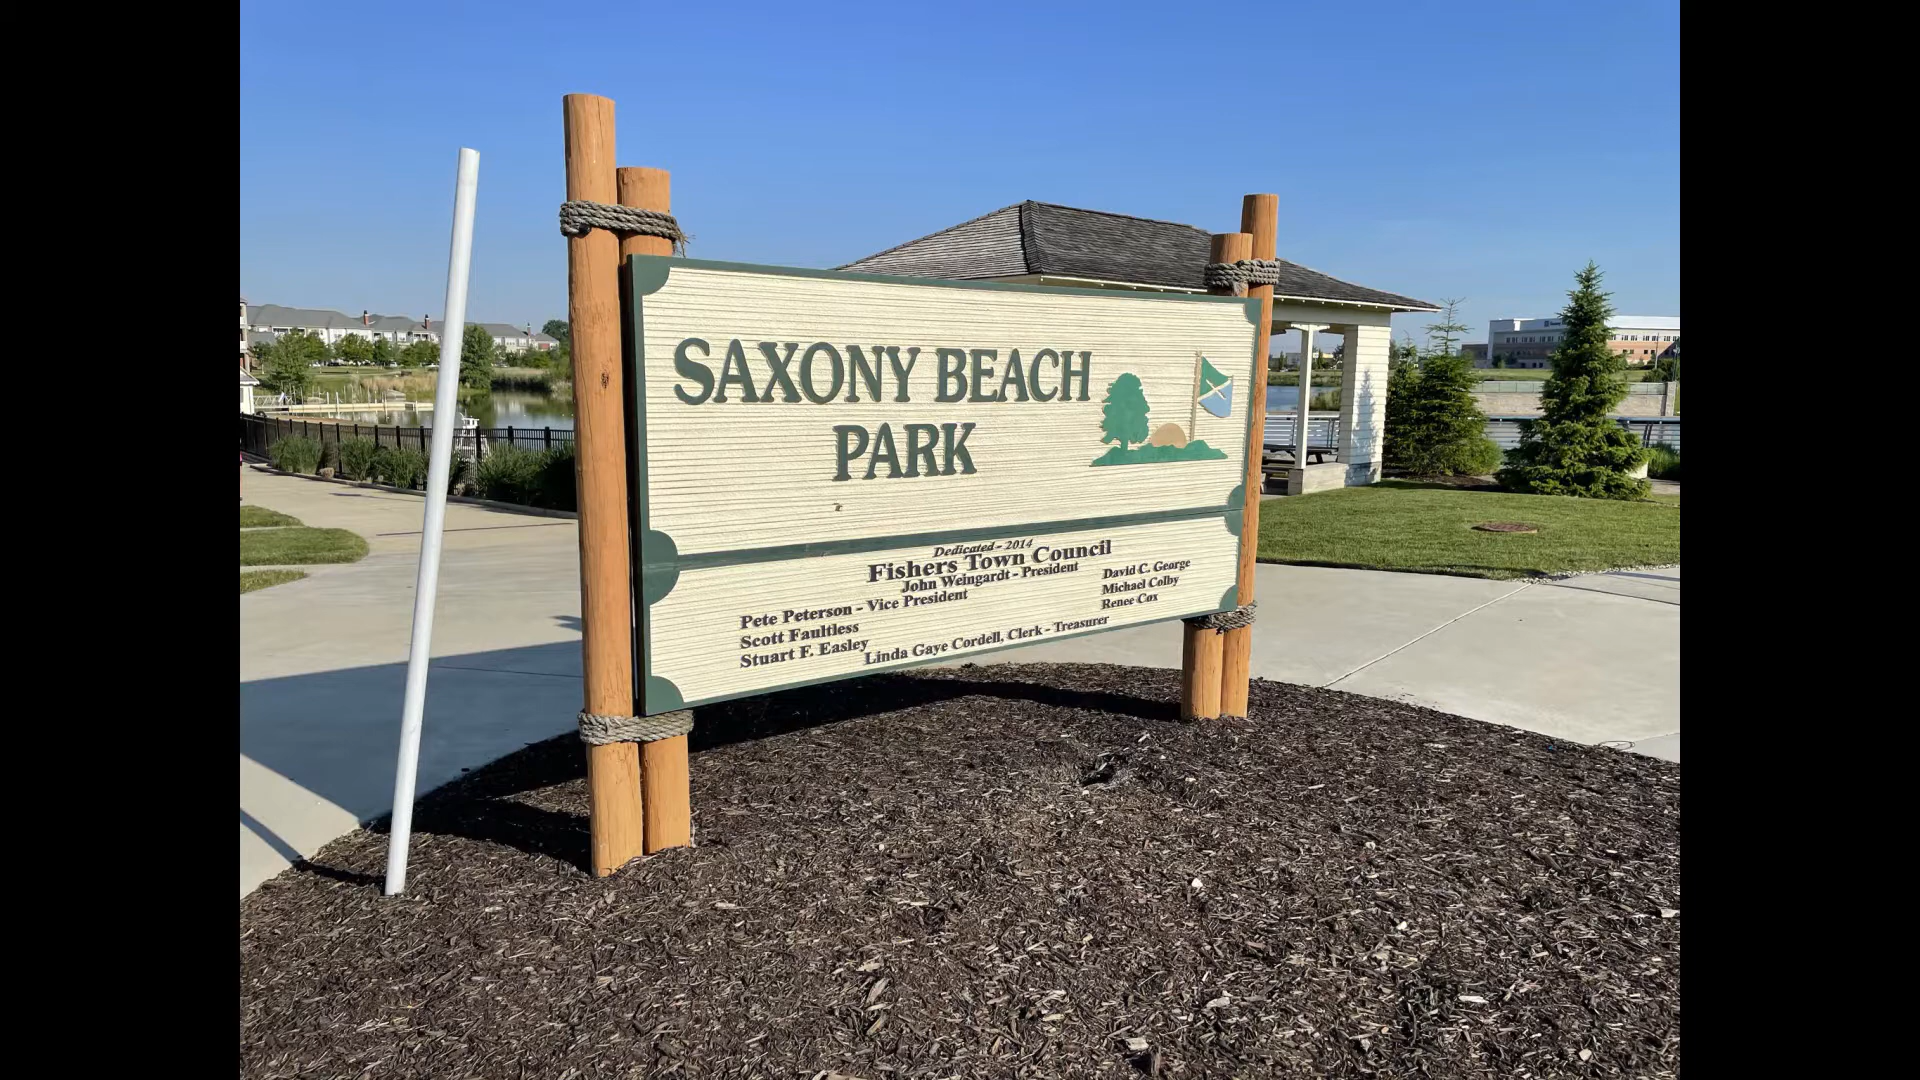 SAXONY BEACH
PARK
Dedicated - 2014
Fishers Town Council
John Weingardt - President
Pete Peterson - Vice President
Scott Faultless
Stuart F. Easley
David C. George
Michael Colby
Renee Cox
Linda Gaye Cordell, Clerk - Treasurer